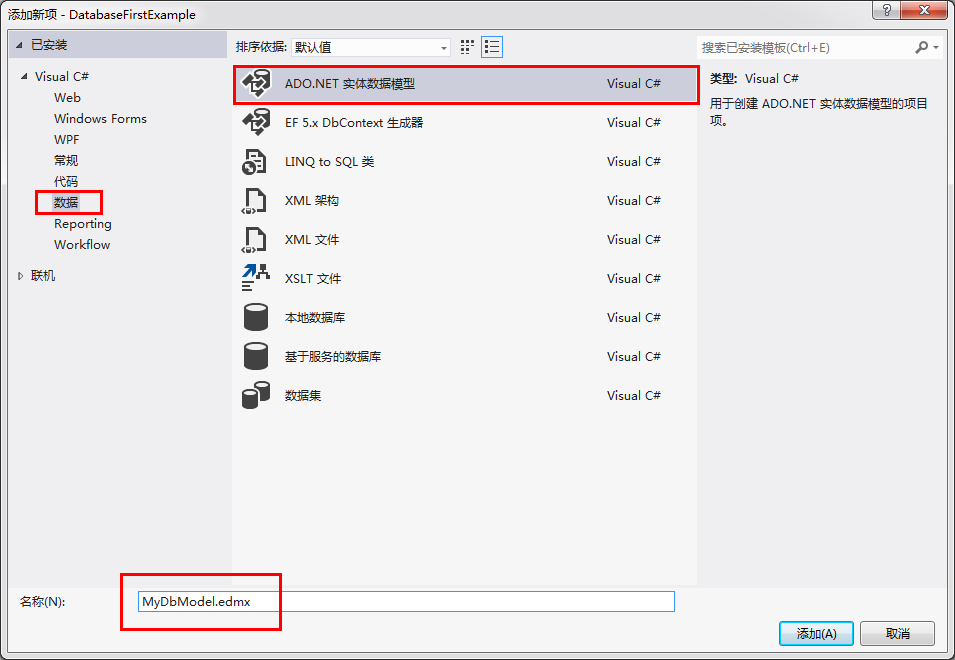 添加新项 - DatabaseFirstExample
已安装
排序依据: 默认值
搜索已安装模板(Ctrl+E)
Visual C#
Web
Windows Forms
WPF
常规
代码
数据
Reporting
Workflow
联机
ADO.NET 实体数据模型 Visual C#
EF 5.x DbContext 生成器 Visual C#
LINQ to SQL 类 Visual C#
XML 架构 Visual C#
XML 文件 Visual C#
XSLT 文件 Visual C#
本地数据库 Visual C#
基于服务的数据库 Visual C#
数据集 Visual C#
类型: Visual C#
用于创建 ADO.NET 实体数据模型的项目
项。
名称(N): MyDbModel.edmx
添加(A) 取消